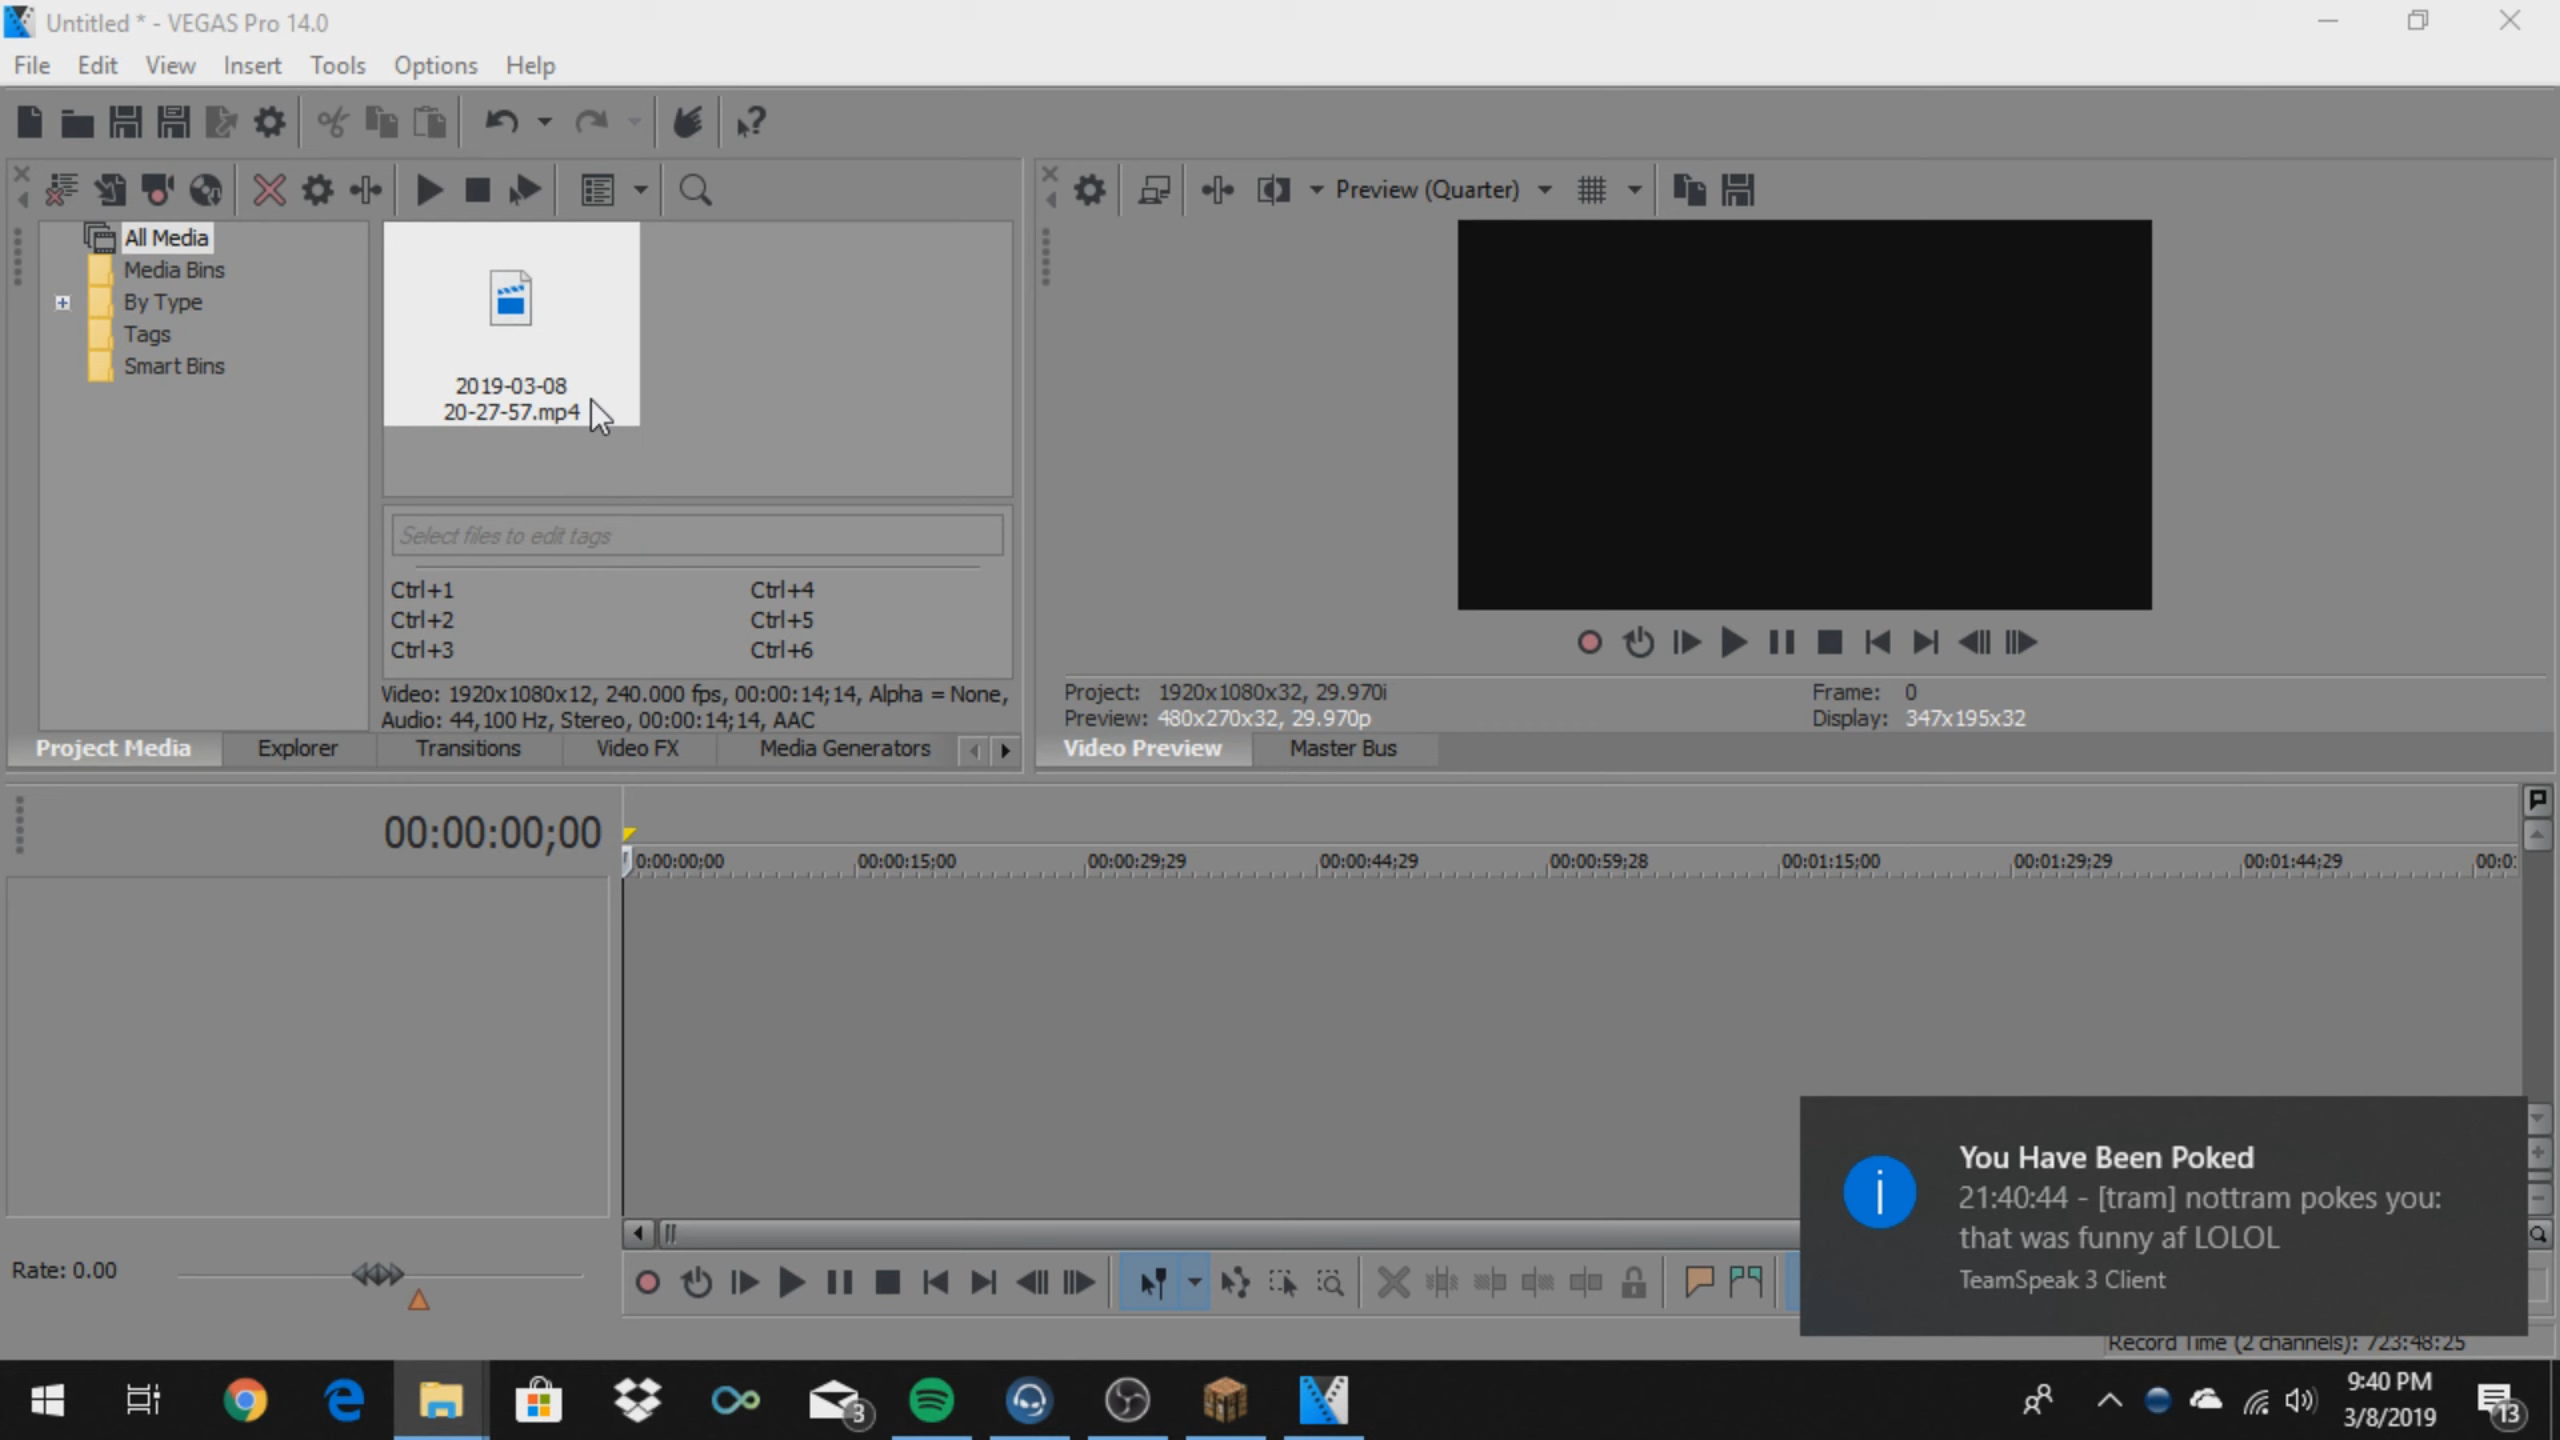 Untitled * - VEGAS Pro 14.0
File Edit View Insert Tools Options Help
Preview (Quarter)
All Media
Media Bins
By Type
Tags
Smart Bins
2019-03-08
20-27-57.mp4
Select files to edit tags
Ctrl+1 Ctrl+4
Ctrl+2 Ctrl+5
Ctrl+3 Ctrl+6
Video: 1920x1080x12, 240.000 fps, 00:00:14;14, Alpha = None,
Audio: 44,100 Hz, Stereo, 00:00:14;14, AAC
Project: 1920x1080x32, 29.970i
Frame: 0
Preview: 480x270x32, 29.970p
Display: 347x195x32
Project Media Explorer Transitions Video FX Media Generators
Video Preview Master Bus
00:00:00;00
0:00:00;00 00:00:15;00 00:00:29;29 00:00:44;29 00:00:59;28 00:01:15;00 00:01:29;29 00:01:44;29 00:0
You Have Been Poked
21:40:44 - [tram] nottram pokes you:
that was funny af LOLOL
TeamSpeak 3 Client
Rate: 0.00
Record Time (2 channels): 723:48:25
3
9:40 PM
3/8/2019
13